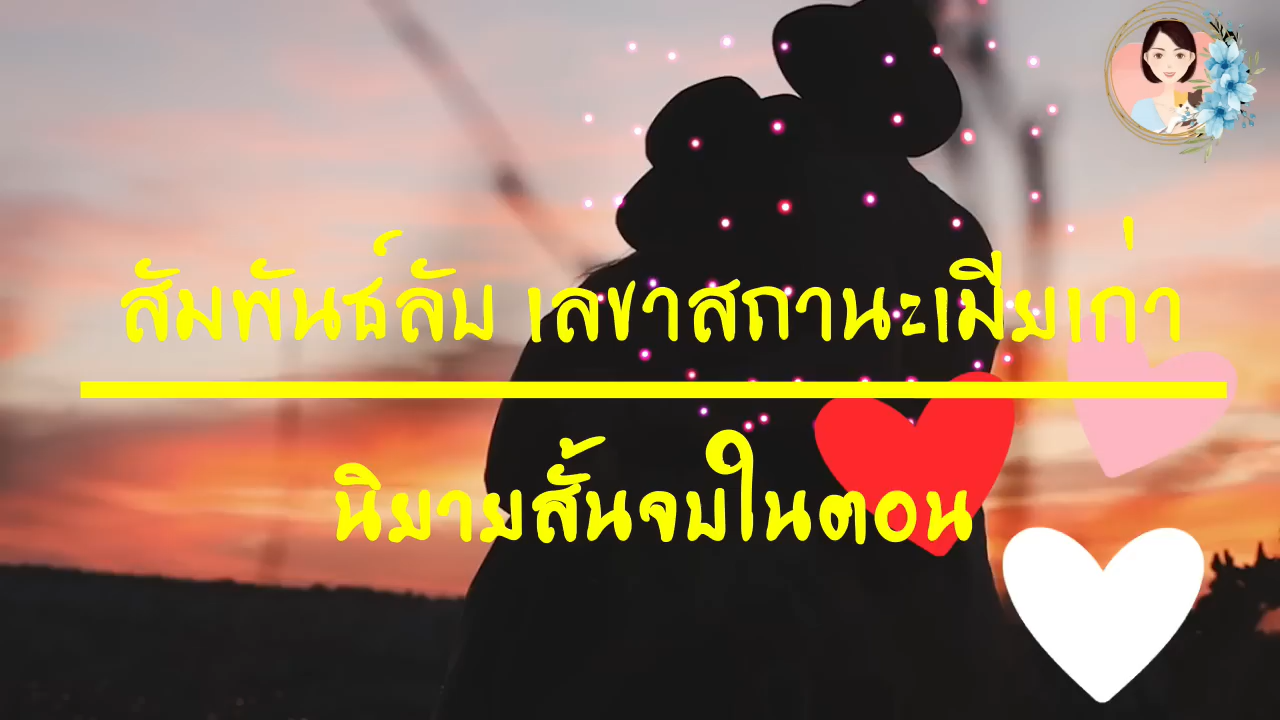 สัมพันธ์ลับ เลขาสถานะเมียเก่า
นิยายสั้นจบในตอน